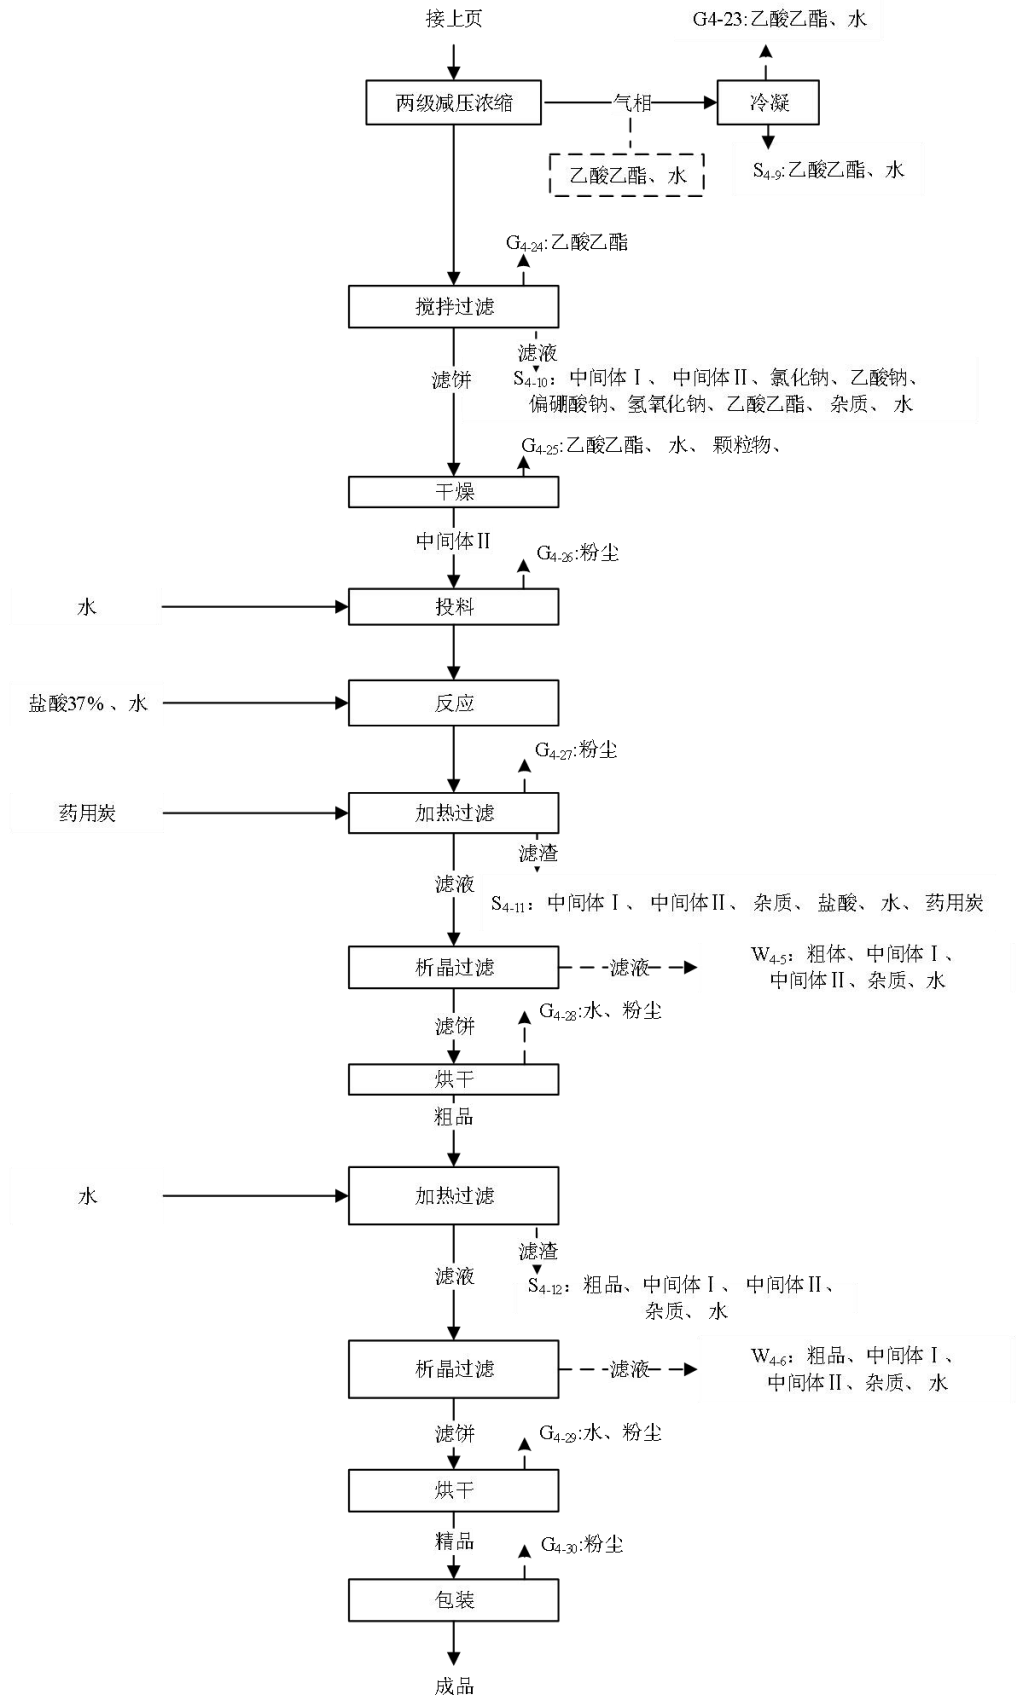 接上页
G4-23:乙酸乙酯、水
两级减压浓缩
气相
冷凝
乙酸乙酯、水
S4-9:乙酸乙酯、水
G4-24:乙酸乙酯
搅拌过滤
滤液
滤饼
S4-10：中间体Ⅰ、中间体Ⅱ、氯化钠、乙酸钠、
偏硼酸钠、氢氧化钠、乙酸乙酯、杂质、水
G4-25:乙酸乙酯、水、颗粒物、
干燥
中间体Ⅱ
G4-26:粉尘
水
投料
盐酸37%、水
反应
G4-27:粉尘
药用炭
加热过滤
滤渣
滤液
S4-11：中间体Ⅰ、中间体Ⅱ、杂质、盐酸、水、药用炭
析晶过滤
滤液
W4-5：粗体、中间体Ⅰ、
中间体Ⅱ、杂质、水
滤饼
G4-28:水、粉尘
烘干
粗品
水
加热过滤
滤渣
滤液
S4-12：粗品、中间体Ⅰ、中间体Ⅱ、
杂质、水
析晶过滤
滤液
W4-6：粗品、中间体Ⅰ、
中间体Ⅱ、杂质、水
滤饼
G4-29:水、粉尘
烘干
精品
G4-30:粉尘
包装
成品